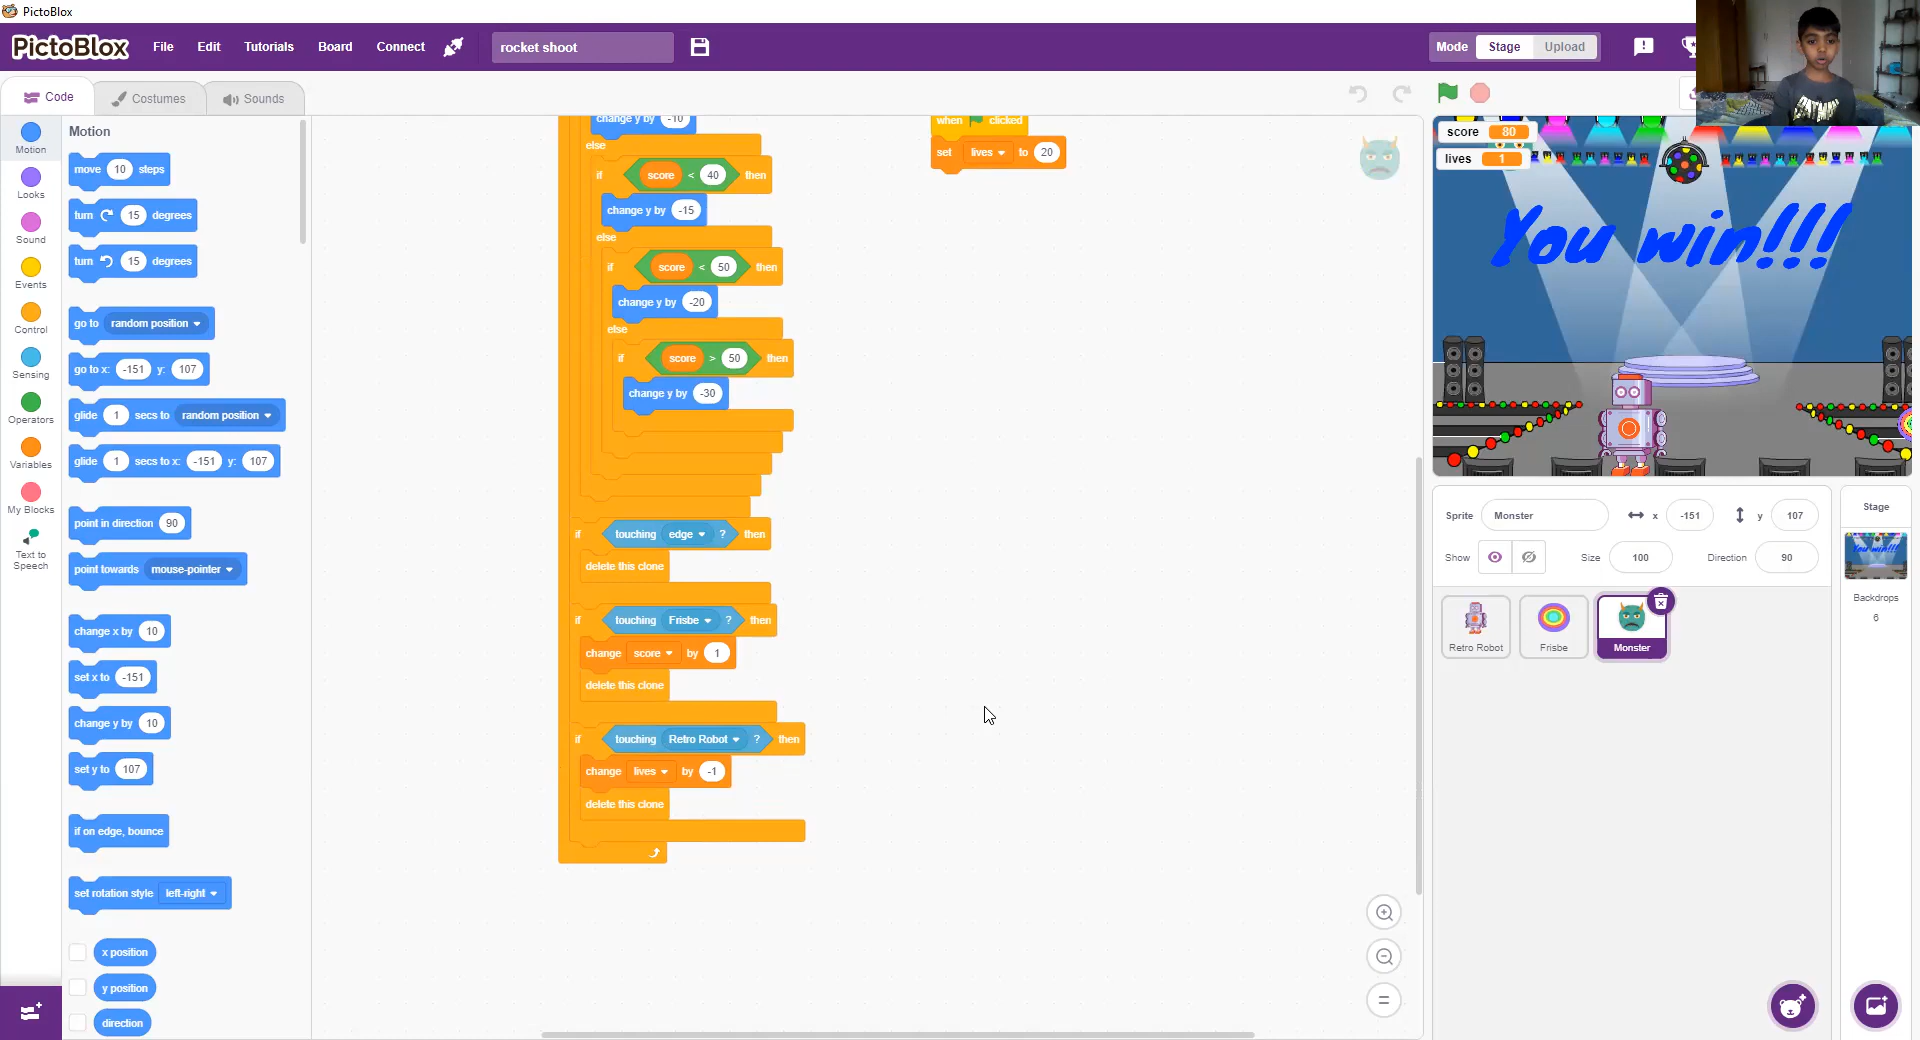 PictoBlox
PictoBlox File Edit Tutorials Board Connect rocket shoot Mode Stage Upload
Code Costumes Sounds
Motion
Looks
Sound
Events
Control
Sensing
Operators
Variables
My Blocks
Text to
Speech
Motion
move 10 steps
turn 15 degrees
turn 15 degrees
go to random position
go to x: -151 y: 107
glide 1 secs to random position
glide 1 secs to x: -151 y: 107
point in direction 90
point towards mouse-pointer
change x by 10
set x to -151
change y by 10
set y to 107
if on edge, bounce
set rotation style left-right
x position
y position
direction
change y by -10
else
if score < 40 then
change y by -15
else
if score < 50 then
change y by -20
else
if score > 50 then
change y by -30
if touching edge ? then
delete this clone
if touching Frisbe ? then
change score by 1
delete this clone
if touching Retro Robot ? then
change lives by -1
delete this clone
when clicked
set lives to 20
BATMAN
score 80
lives 1
You win!!!
Sprite Monster x -151 y 107
Show Size 100 Direction 90
Retro Robot Frisbe Monster
Stage
You win!!!
Backdrops
6